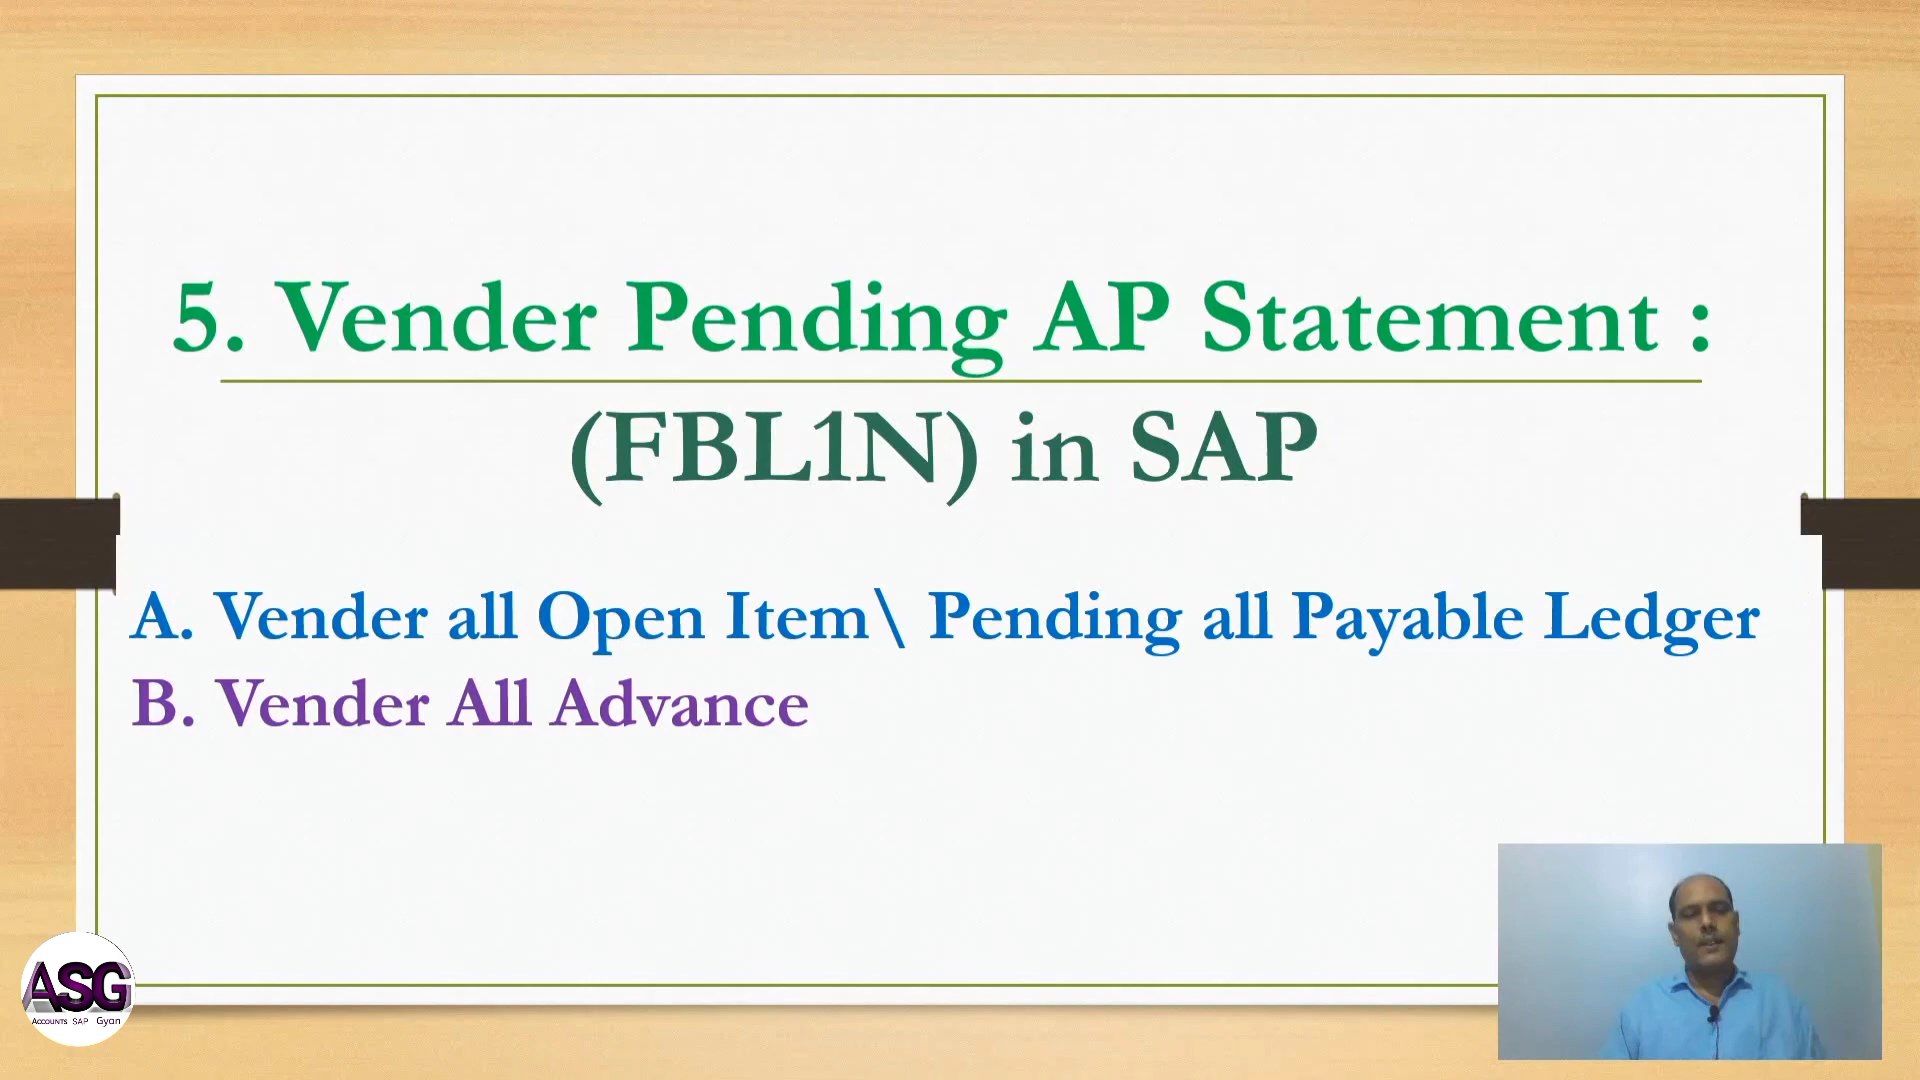 5. Vender Pending AP Statement :
(FBL1N) in SAP
A. Vender all Open Item\ Pending all Payable Ledger
B. Vender All Advance
ASG
Accounts SAP Gyan